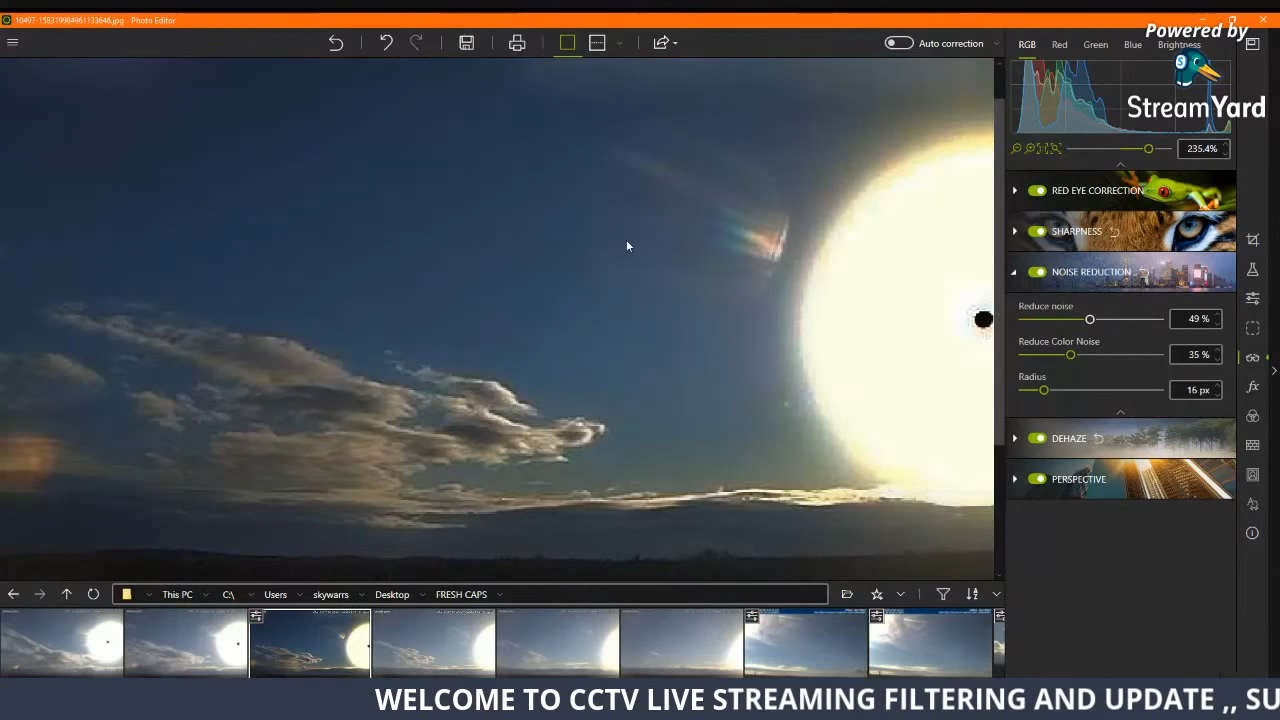 10497-158319984961133646.jpg - Photo Editor
Powered by
StreamYard
Auto correction
RGB Red Green Blue Brightness
235.4%
RED EYE CORRECTION
SHARPNESS
NOISE REDUCTION
Reduce noise
49 %
Reduce Color Noise
35 %
Radius
16 px
DEHAZE
PERSPECTIVE
This PC C:\ Users skywarrs Desktop FRESH CAPS
WELCOME TO CCTV LIVE STREAMING FILTERING AND UPDATE ,, SU